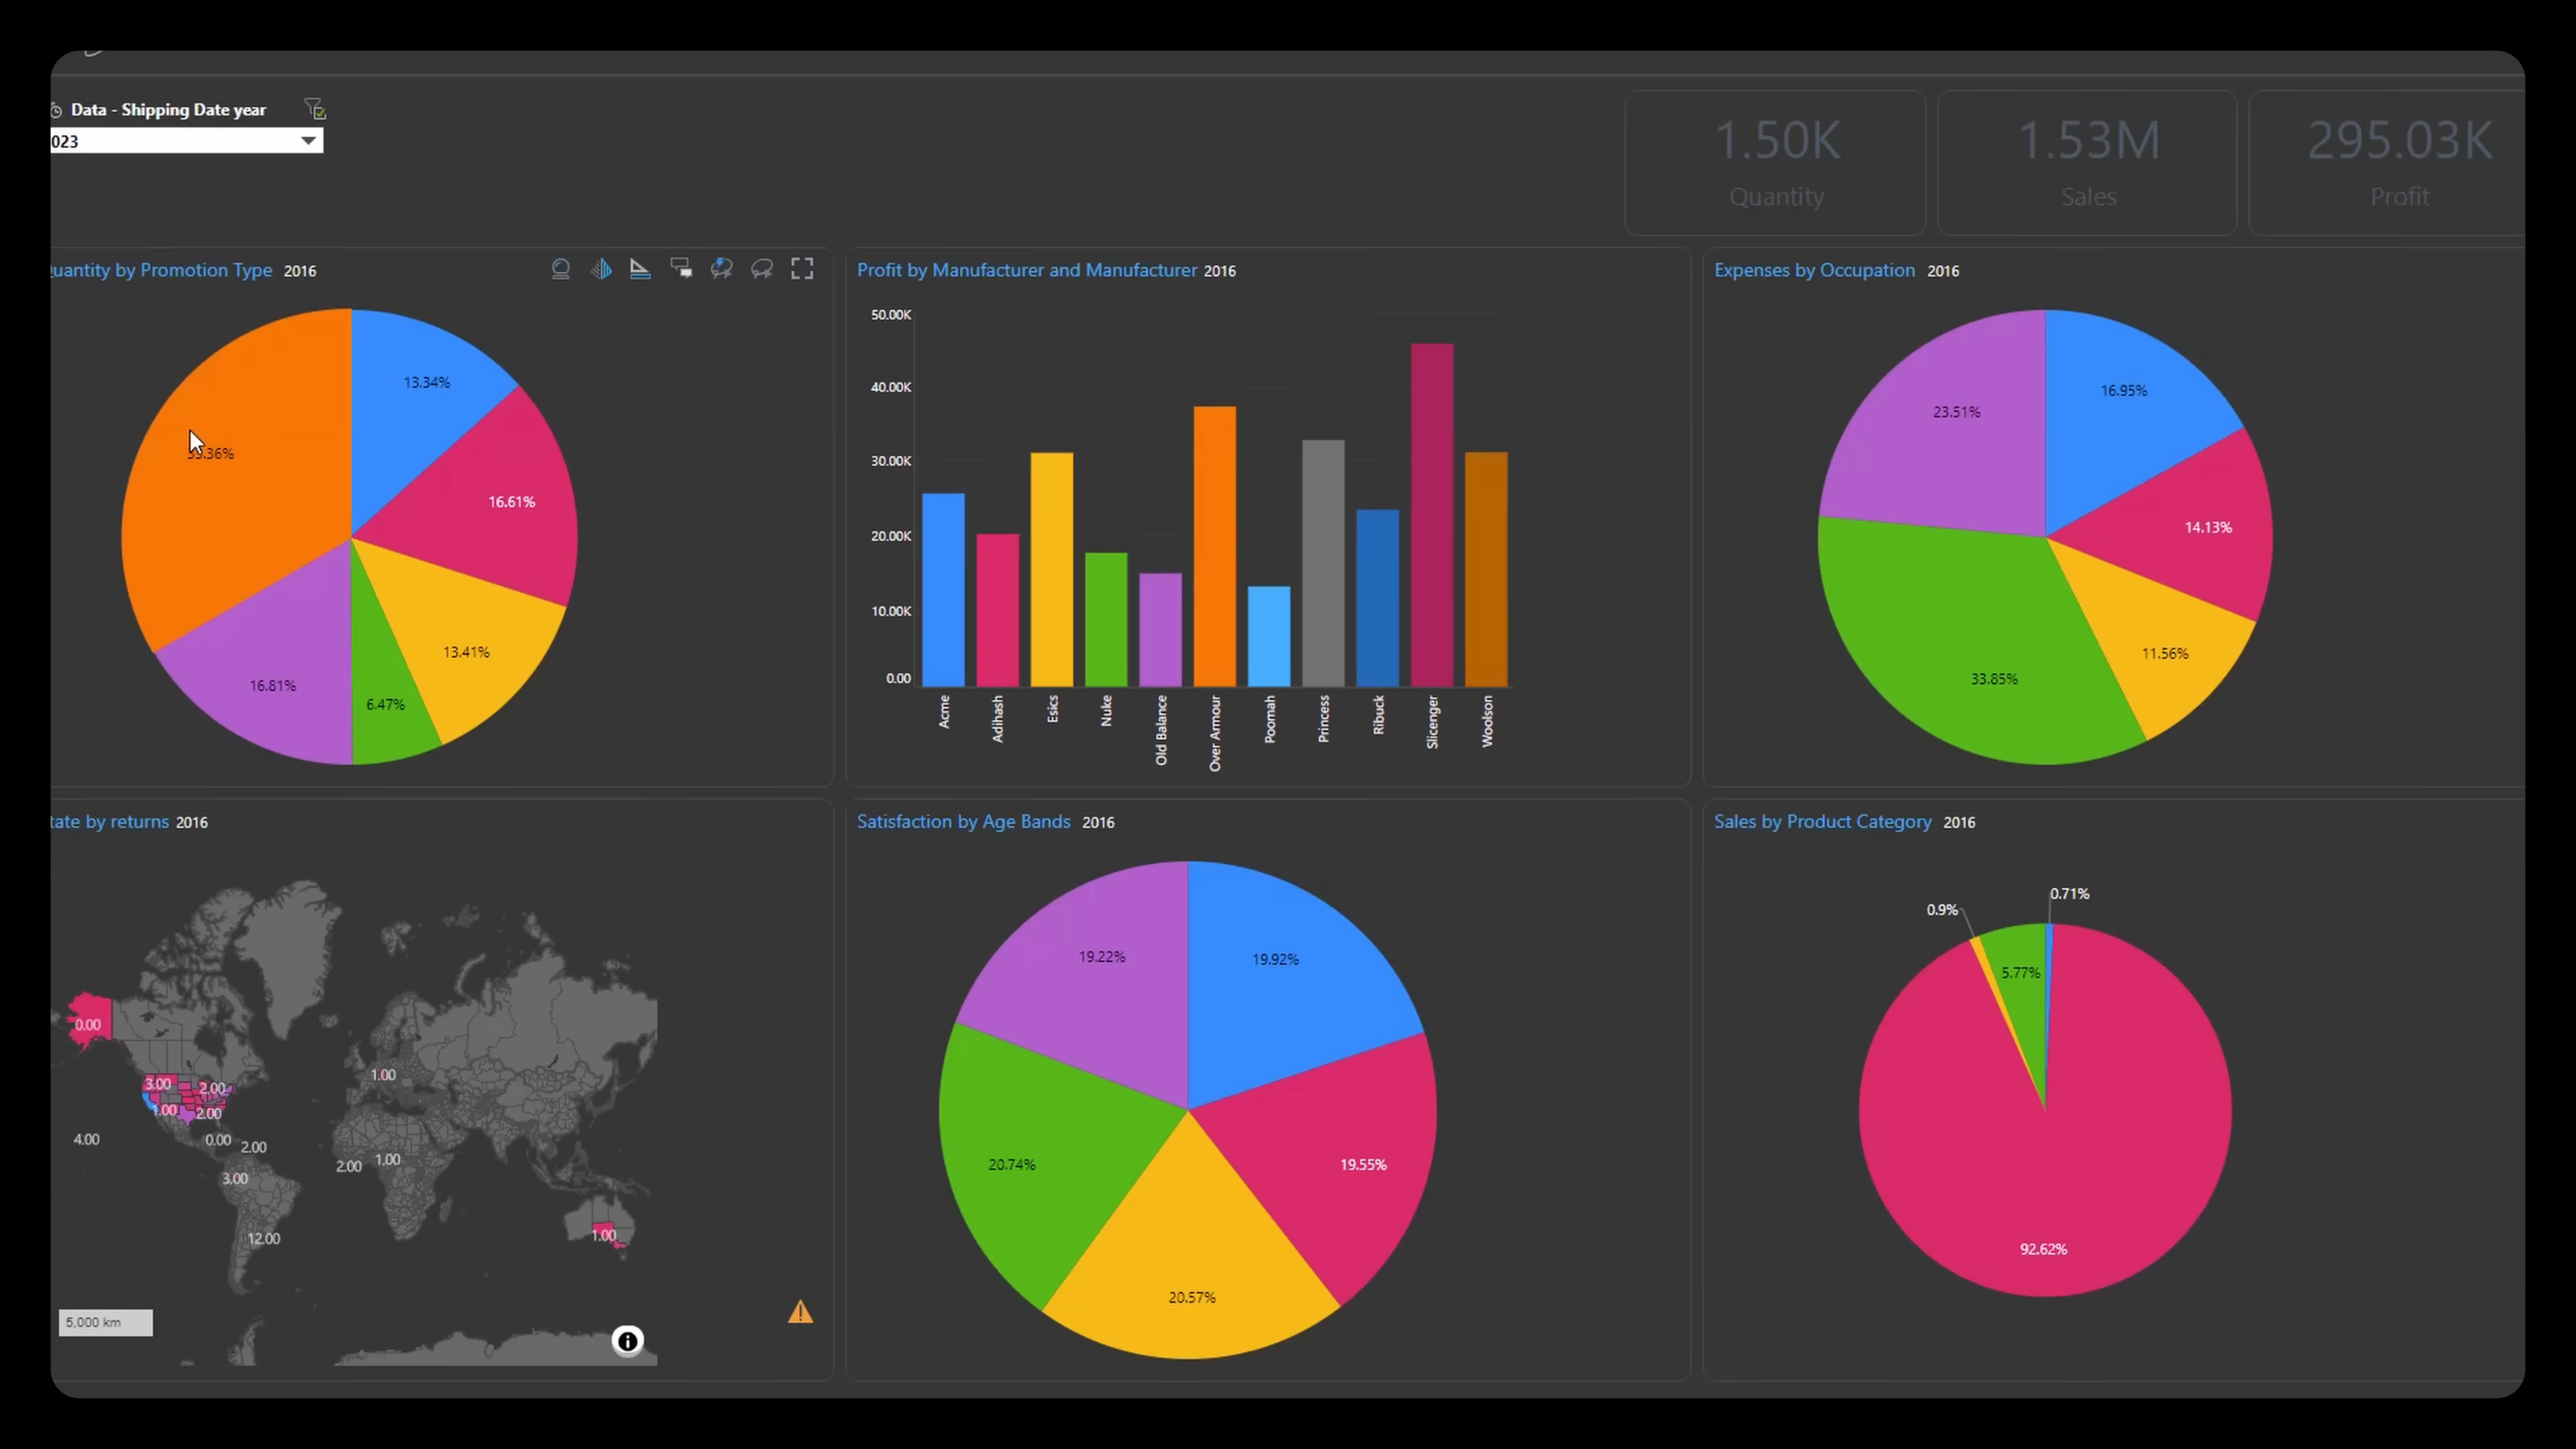 Data - Shipping Date year
023
1.50K
Quantity
1.53M
Sales
295.03K
Profit
uantity by Promotion Type 2016
13.34%
16.61%
13.41%
6.47%
16.81%
.36%
Profit by Manufacturer and Manufacturer 2016
50.00K
40.00K
30.00K
20.00K
10.00K
0.00
Acme
Adihash
Esics
Nuke
Old Balance
Over Armour
Poomah
Princess
Ribuck
Slicenger
Woolson
Expenses by Occupation 2016
16.95%
14.13%
11.56%
33.85%
23.51%
tate by returns 2016
0.00
3.00
2.00
1.00
2.00
4.00
0.00
2.00
3.00
12.00
1.00
2.00
1.00
1.00
5,000 km
Satisfaction by Age Bands 2016
19.92%
19.55%
20.57%
20.74%
19.22%
Sales by Product Category 2016
0.71%
0.9%
5.77%
92.62%